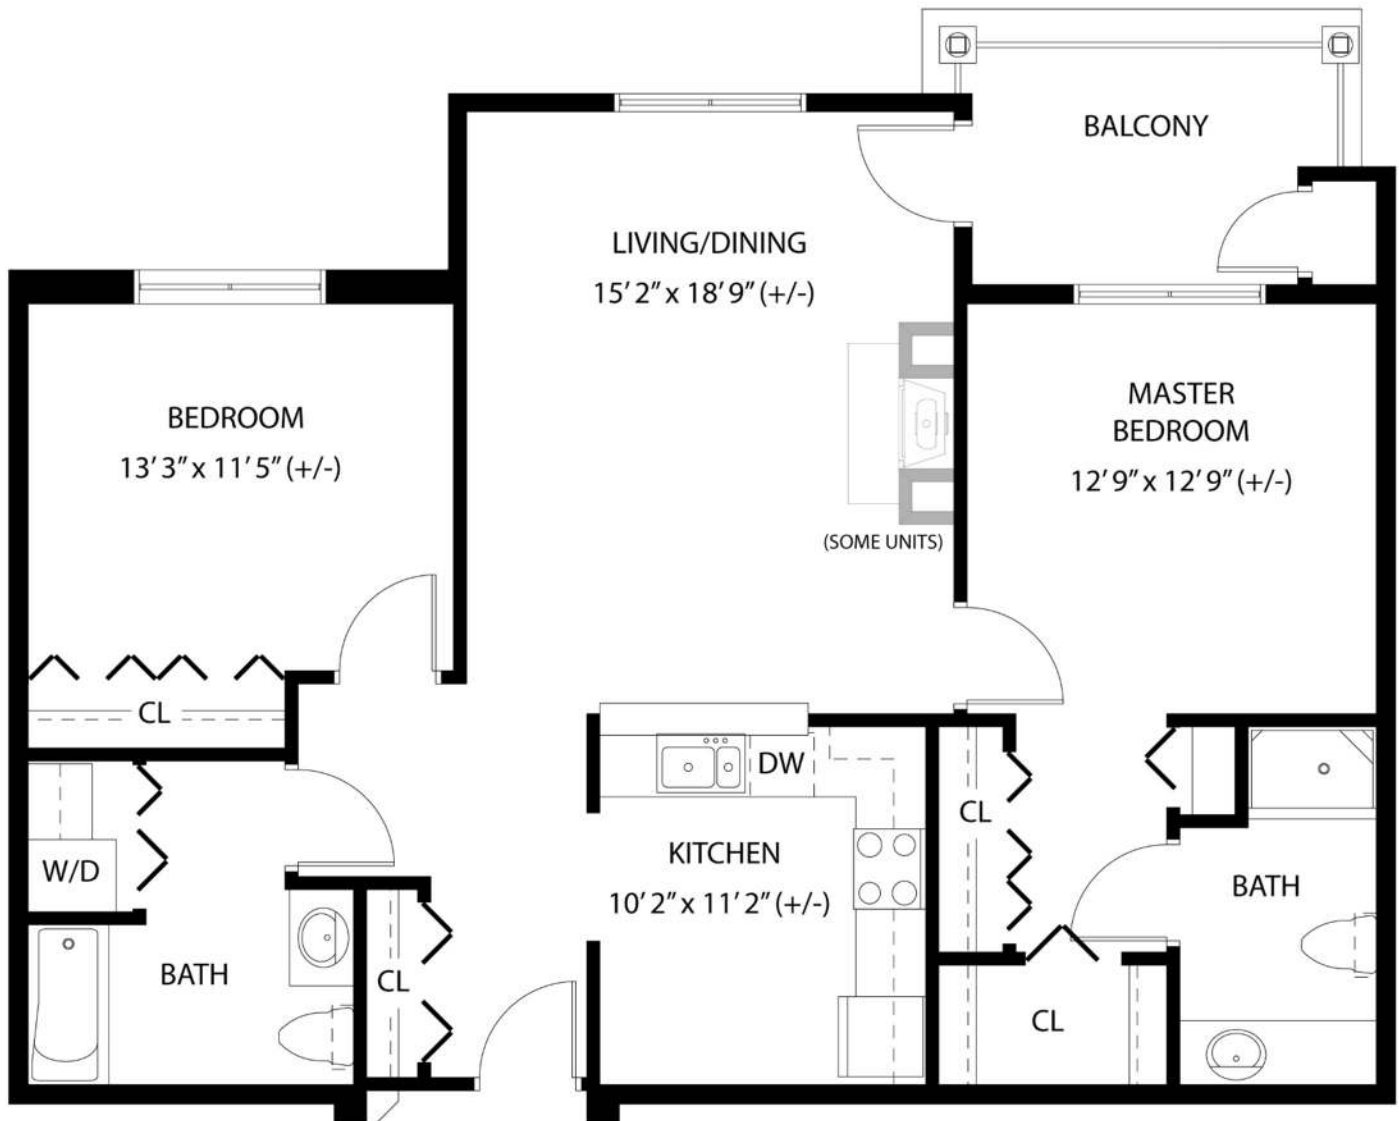 BALCONY
LIVING/DINING
15' 2" x 18' 9" (+/-)
MASTER
BEDROOM
12' 9" x 12' 9" (+/-)
BEDROOM
13' 3" x 11' 5" (+/-)
(SOME UNITS)
CL
DW
CL
KITCHEN
10' 2" x 11' 2" (+/-)
W/D
BATH
BATH
CL
CL